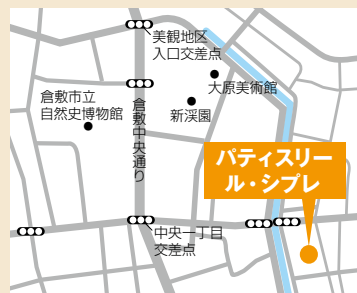 美観地区
入口交差点
大原美術館
倉敷市立
自然史博物館
新渓園
倉敷中央通り
パティスリー
ル・シプレ
中央一丁目
交差点